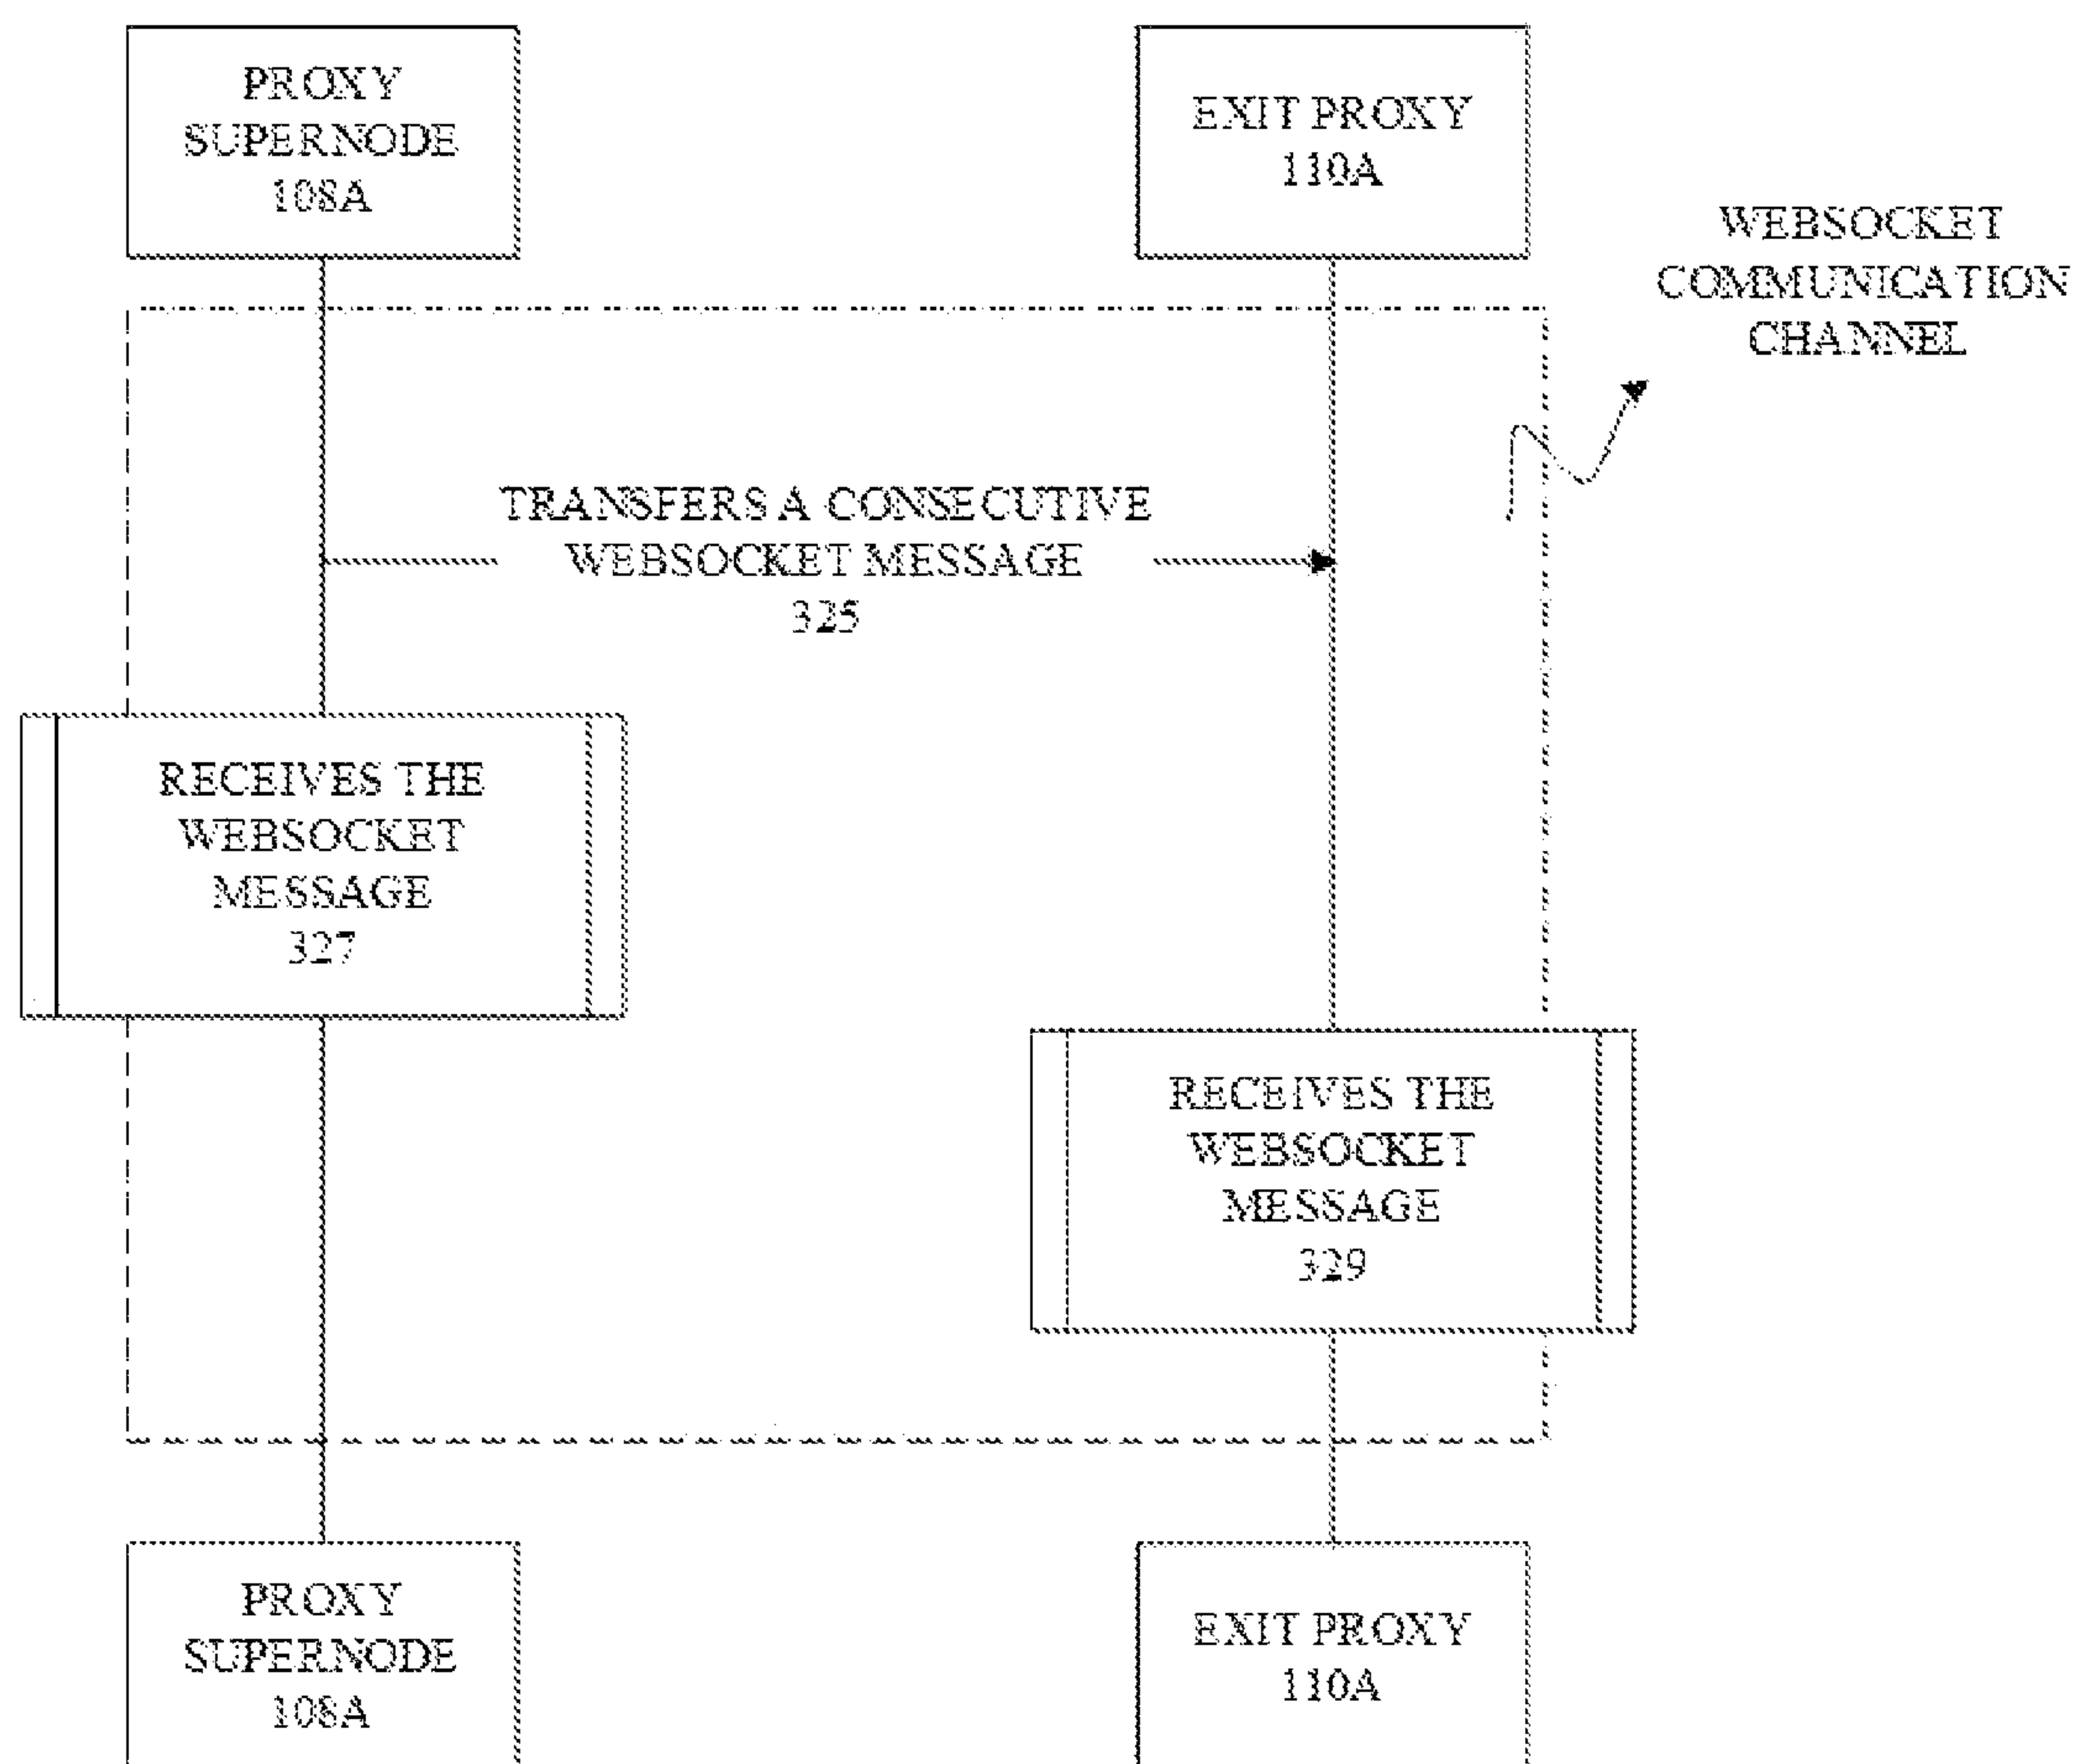 PROXY
SUPERNODE
108A
EXIT PROXY
110A
WEBSOCKET
COMMUNICATION
CHANNEL
TRANSFERS A CONSECUTIVE
WEBSOCKET MESSAGE
325
RECEIVES THE
WEBSOCKET
MESSAGE
327
RECEIVES THE
WEBSOCKET
MESSAGE
329
PROXY
SUPERNODE
108A
EXIT PROXY
110A